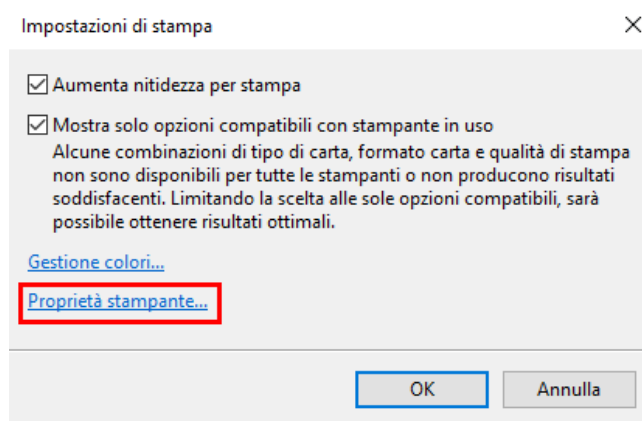 Impostazioni di stampa
Aumenta nitidezza per stampa
Mostra solo opzioni compatibili con stampante in uso
Alcune combinazioni di tipo di carta, formato carta e qualità di stampa
non sono disponibili per tutte le stampanti o non producono risultati
soddisfacenti. Limitando la scelta alle sole opzioni compatibili, sarà
possibile ottenere risultati ottimali.
Gestione colori...
Proprietà stampante...
OK Annulla